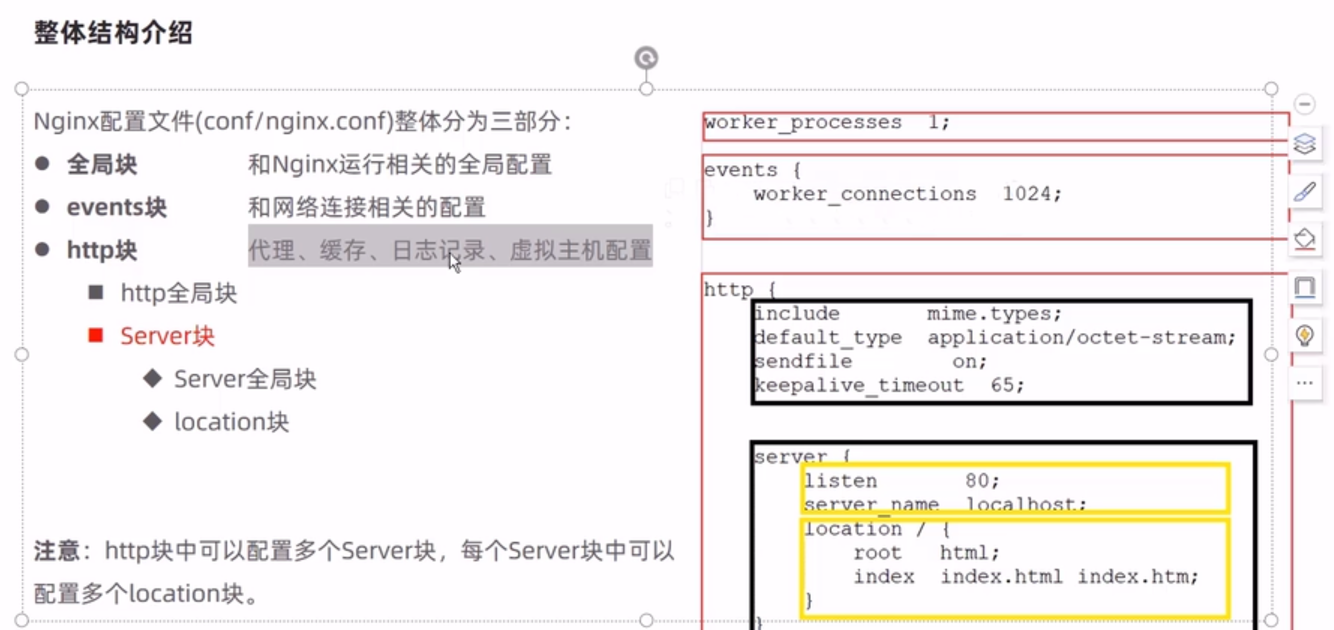 整体结构介绍
Nginx配置文件(conf/nginx.conf)整体分为三部分：
● 全局块 和Nginx运行相关的全局配置
● events块 和网络连接相关的配置
● http块 代理、缓存、日志记录、虚拟主机配置
■ http全局块
■ Server块
◆ Server全局块
◆ location块
注意：http块中可以配置多个Server块，每个Server块中可以
配置多个location块。
worker_processes  1;
events {
    worker_connections  1024;
}
http {
    include       mime.types;
    default_type  application/octet-stream;
    sendfile        on;
    keepalive_timeout  65;
    server {
        listen       80;
        server_name  localhost;
        location / {
            root   html;
            index  index.html index.htm;
        }
    }